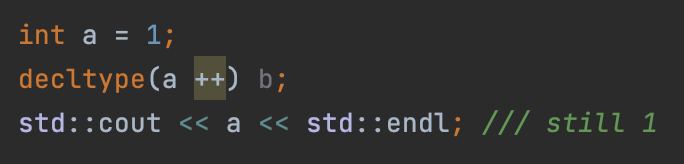 int a = 1;
decltype(a ++) b;
std::cout << a << std::endl; /// still 1